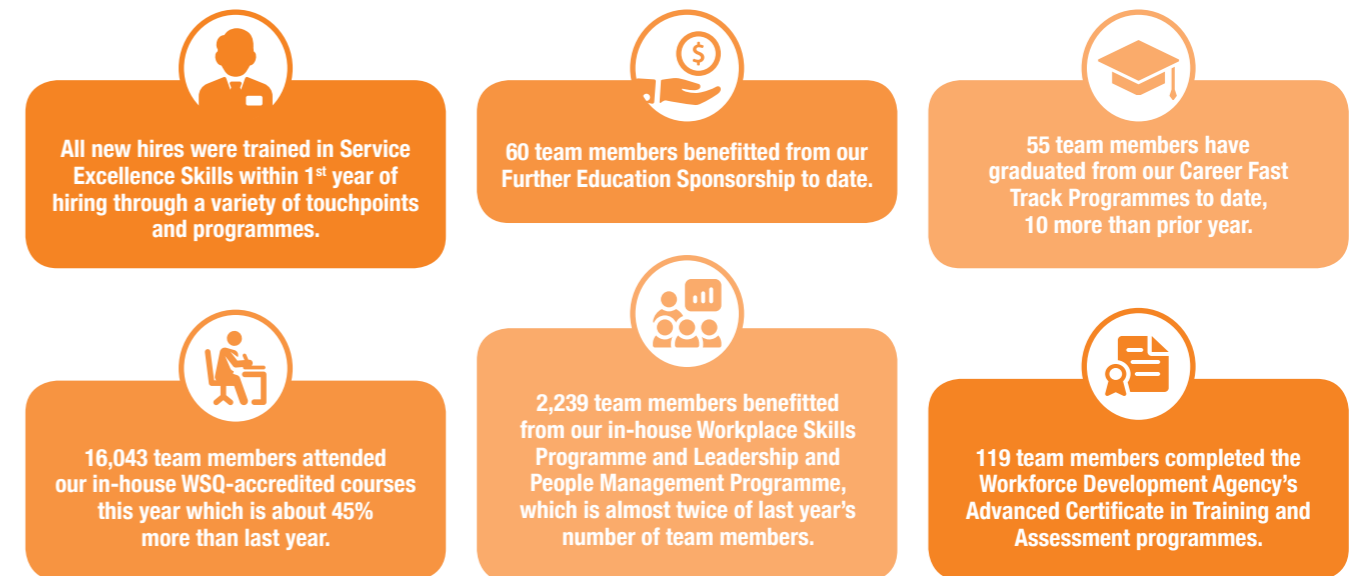 All new hires were trained in Service
Excellence Skills within 1st year of
hiring through a variety of touchpoints
and programmes.
60 team members benefitted from our
Further Education Sponsorship to date.
55 team members have
graduated from our Career Fast
Track Programmes to date,
10 more than prior year.
16,043 team members attended
our in-house WSQ-accredited courses
this year which is about 45%
more than last year.
2,239 team members benefitted
from our in-house Workplace Skills
Programme and Leadership and
People Management Programme,
which is almost twice of last year’s
number of team members.
119 team members completed the
Workforce Development Agency’s
Advanced Certificate in Training and
Assessment programmes.